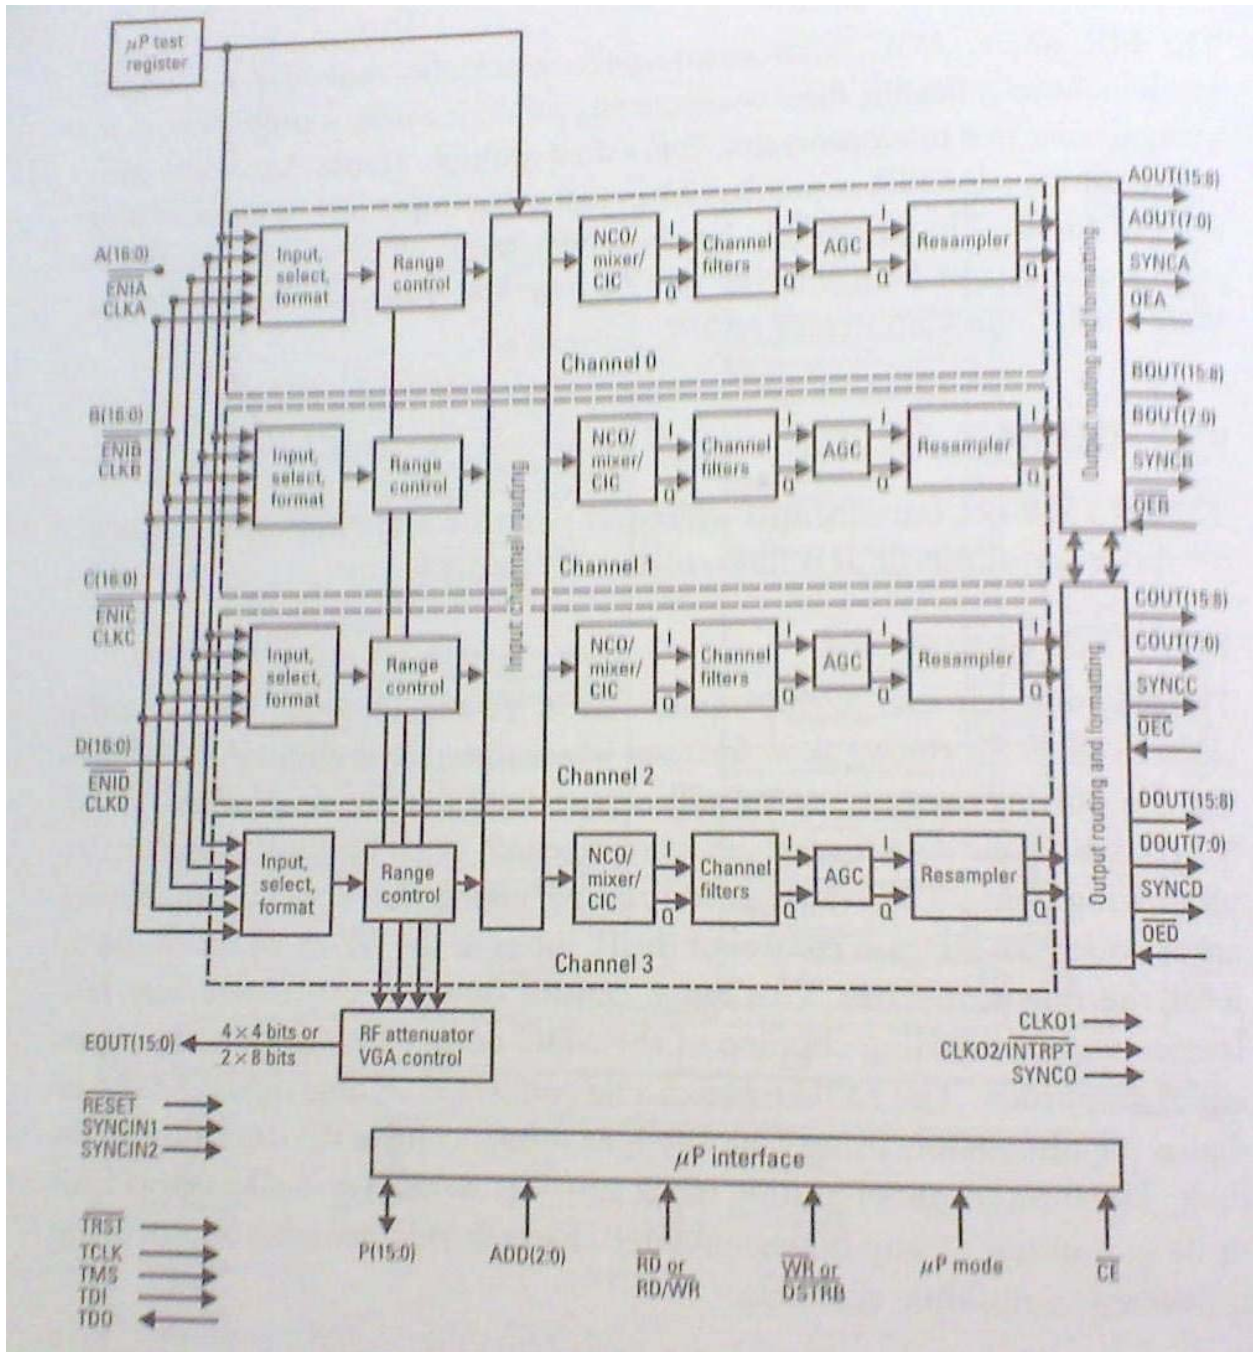 μP test
register
A(16:0)
ENIA
CLKA
Input,
select,
format
Range
control
NCO/
mixer/
CIC
I
Q
Channel
filters
I
Q
AGC
I
Q
Resampler
I
Q
Channel 0
AOUT(15:8)
AOUT(7:0)
SYNCA
OEA
B(16:0)
ENIB
CLKB
Input,
select,
format
Range
control
NCO/
mixer/
CIC
I
Q
Channel
filters
I
Q
AGC
I
Q
Resampler
I
Q
Channel 1
Input channel routing
Output routing and formatting
BOUT(15:8)
BOUT(7:0)
SYNCB
OEB
C(16:0)
ENIC
CLKC
Input,
select,
format
Range
control
NCO/
mixer/
CIC
I
Q
Channel
filters
I
Q
AGC
I
Q
Resampler
I
Q
Channel 2
COUT(15:8)
COUT(7:0)
SYNCC
OEC
D(16:0)
ENID
CLKD
Input,
select,
format
Range
control
NCO/
mixer/
CIC
I
Q
Channel
filters
I
Q
AGC
I
Q
Resampler
I
Q
Channel 3
Output routing and formatting
DOUT(15:8)
DOUT(7:0)
SYNCD
OED
EOUT(15:0)
4 × 4 bits or
2 × 8 bits
RF attenuator
VGA control
CLKO1
CLKO2/INTRPT
SYNCO
RESET
SYNCIN1
SYNCIN2
μP interface
TRST
TCLK
TMS
TDI
TDO
P(15:0)
ADD(2:0)
RD or
RD/WR
WR or
DSTRB
μP mode
CE